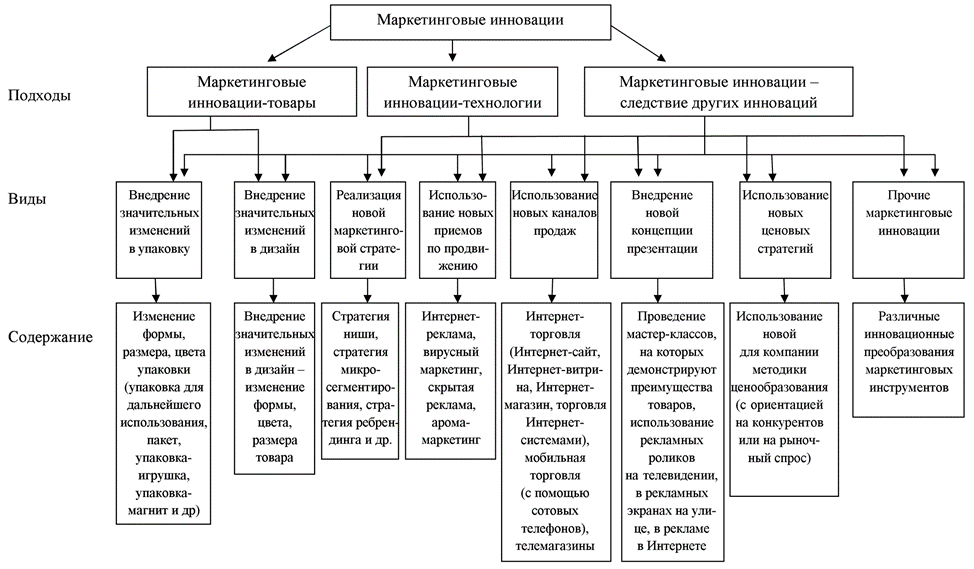 Маркетинговые инновации
Подходы
Маркетинговые
инновации-товары
Маркетинговые
инновации-технологии
Маркетинговые инновации –
следствие других инноваций
Виды
Внедрение
значительных
изменений
в упаковку
Внедрение
значительных
изменений
в дизайн
Реализация
новой
маркетинго-
вой страте-
гии
Использо-
вание новых
приемов
по продви-
жению
Использование
новых каналов
продаж
Внедрение
новой
концепции
презентации
Использование
новых
ценовых
стратегий
Прочие
маркетинговые
инновации
Содержание
Изменение
формы,
размера, цвета
упаковки
(упаковка для
дальнейшего
использования,
пакет,
упаковка-
игрушка,
упаковка-
магнит и др)
Внедрение
значительных
изменений
в дизайн –
изменение
формы,
цвета,
размера
товара
Стратегия
ниши,
стратегия
микро-
сегментиро-
вания, стра-
тегия ребрен-
динга и др.
Интернет-
реклама,
вирусный
маркетинг,
скрытая
реклама,
арома-
маркетинг
Интернет-
торговля
(Интернет-сайт,
Интернет-витри-
на, Интернет-
магазин, торговля
Интернет-
системами),
мобильная
торговля
(с помощью
сотовых
телефонов),
телемагазины
Проведение
мастер-классов,
на которых
демонстрируют
преимущества
товаров,
использование
рекламных
роликов
на телевидении,
в рекламных
экранах на ули-
це, в рекламе
в Интернете
Использование
новой
для компании
методики
ценообразования
(с ориентацией
на конкурентов
или на рыноч-
ный спрос)
Различные
инновационные
преобразования
маркетинговых
инструментов